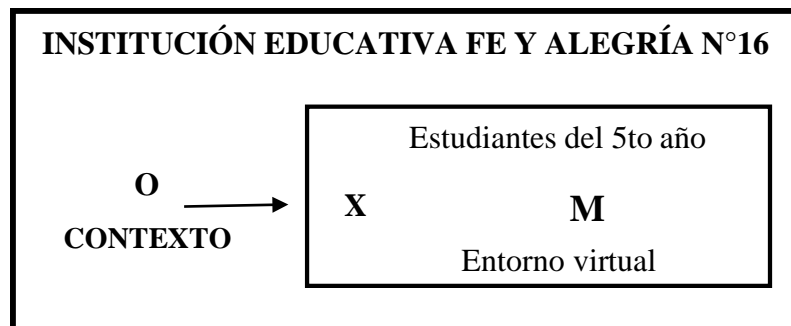 INSTITUCIÓN EDUCATIVA FE Y ALEGRÍA N°16
Estudiantes del 5to año
O
X
M
CONTEXTO
Entorno virtual